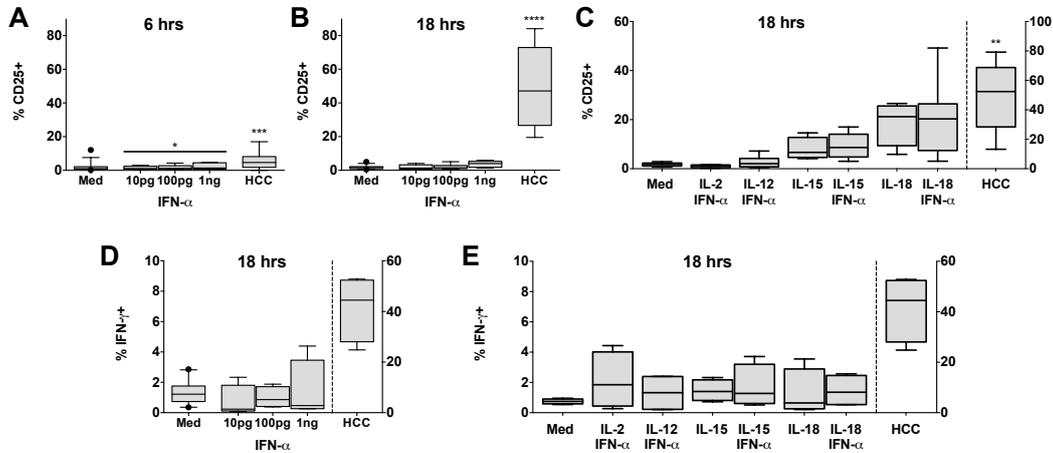 A
6 hrs
% CD25+
80
60
40
20
0
*
***
Med
10pg
100pg
1ng
HCC
IFN-α
B
18 hrs
% CD25+
80
60
40
20
0
****
Med
10pg
100pg
1ng
HCC
IFN-α
C
18 hrs
% CD25+
60
40
20
0
**
100
80
60
40
20
0
Med
IL-2
IFN-α
IL-12
IFN-α
IL-15
IL-15
IFN-α
IL-18
IL-18
IFN-α
HCC
D
18 hrs
% IFN-γ+
10
8
6
4
2
0
60
40
20
0
Med
10pg
100pg
1ng
HCC
IFN-α
E
18 hrs
% IFN-γ+
10
8
6
4
2
0
60
40
20
0
Med
IL-2
IFN-α
IL-12
IFN-α
IL-15
IL-15
IFN-α
IL-18
IL-18
IFN-α
HCC